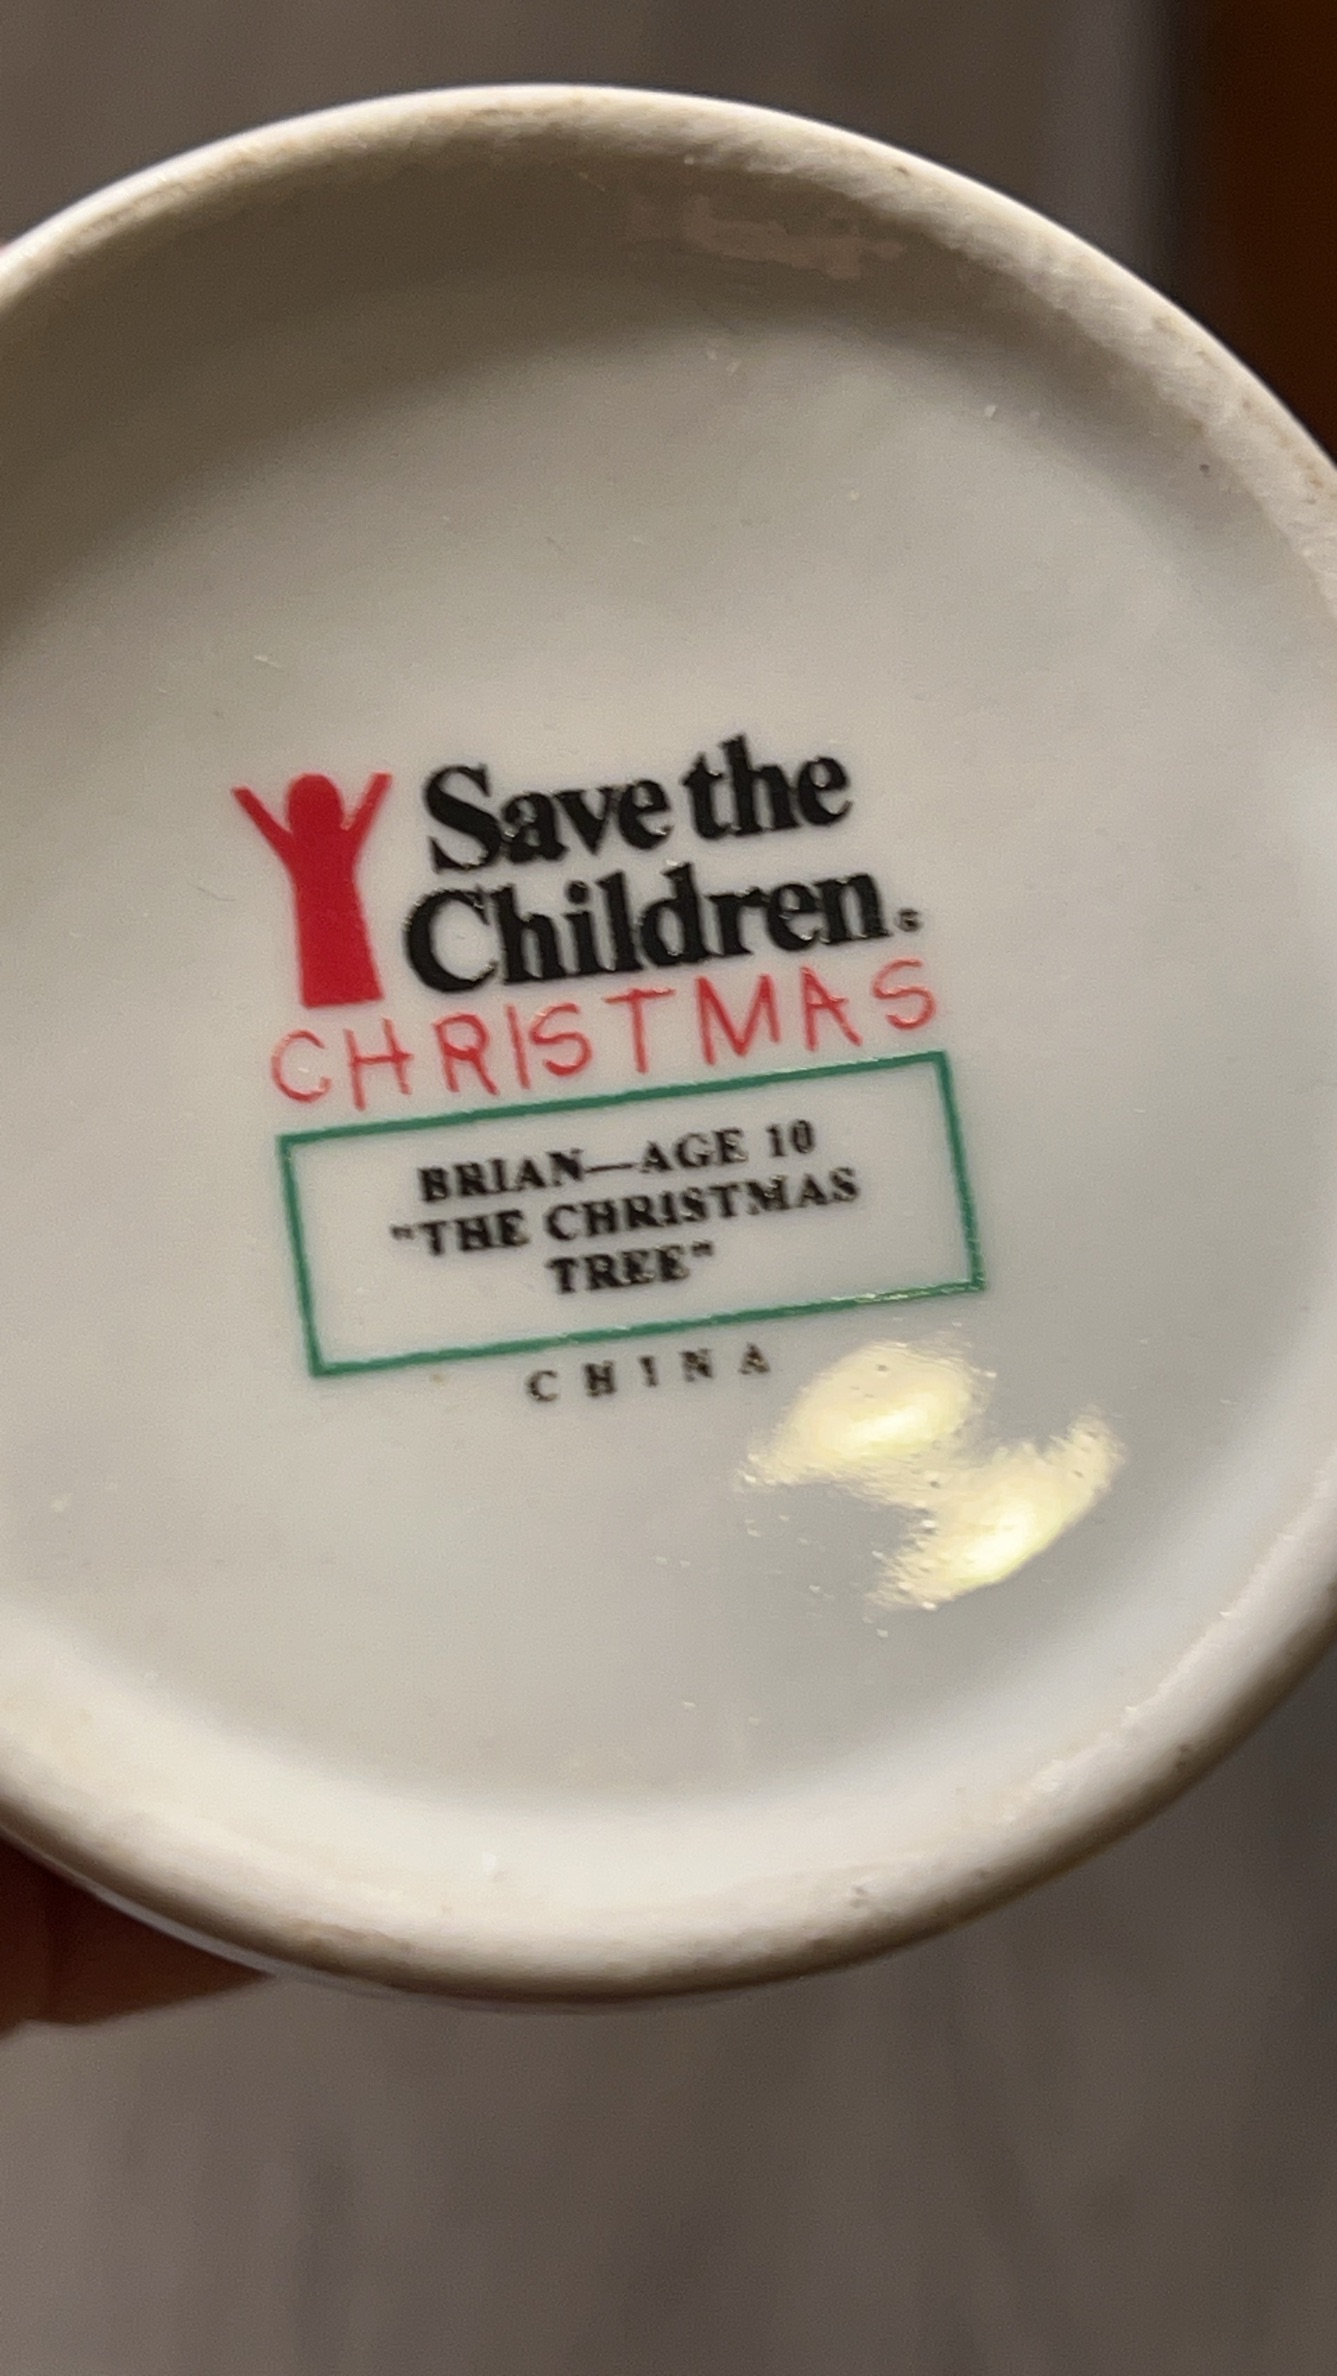 Save the
Children.
CHRISTMAS
BRIAN—AGE 10
"THE CHRISTMAS
TREE"
CHINA